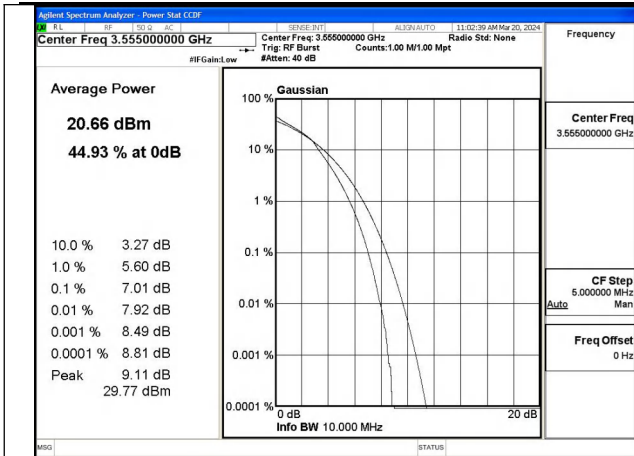 Agilent Spectrum Analyzer - Power Stat CCDF
RL RF 50 Ω AC SENSE:INT ALIGNAUTO 11:02:39 AM Mar 20, 2024
Center Freq 3.555000000 GHz
Center Freq: 3.555000000 GHz Radio Std: None
Trig: RF Burst Counts:1.00 M/1.00 Mpt
#IFGain:Low #Atten: 40 dB
Frequency
Average Power
20.66 dBm
44.93 % at 0dB
10.0 % 3.27 dB
1.0 % 5.60 dB
0.1 % 7.01 dB
0.01 % 7.92 dB
0.001 % 8.49 dB
0.0001 % 8.81 dB
Peak 9.11 dB
29.77 dBm
Gaussian
100 %
10 %
1 %
0.1 %
0.01 %
0.001 %
0.0001 %
0 dB 20 dB
Info BW 10.000 MHz
Center Freq
3.555000000 GHz
CF Step
5.000000 MHz
Auto Man
Freq Offset
0 Hz
MSG STATUS